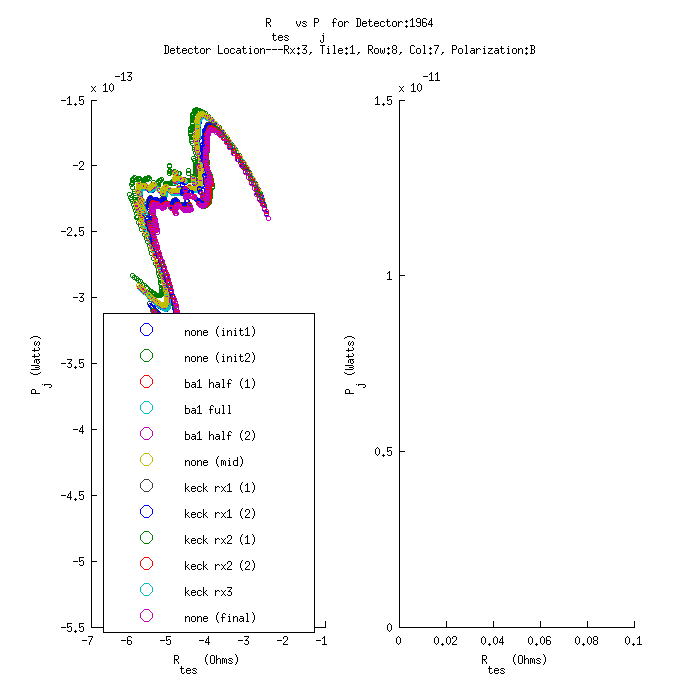 R vs P for Detector:1964
tes j
Detector Location---Rx:3, Tile:1, Row:8, Col:7, Polarization:B
x 10^-13
-1.5
-2
-2.5
-3
-3.5
-4
-4.5
-5
-5.5
P_j (Watts)
none (init1)
none (init2)
ba1 half (1)
ba1 full
ba1 half (2)
none (mid)
keck rx1 (1)
keck rx1 (2)
keck rx2 (1)
keck rx2 (2)
keck rx3
none (final)
-7 -6 -5 -4 -3 -2 -1
R_tes (Ohms)
x 10^-11
1.5
1
0.5
0
P_j (Watts)
0 0.02 0.04 0.06 0.08 0.1
R_tes (Ohms)